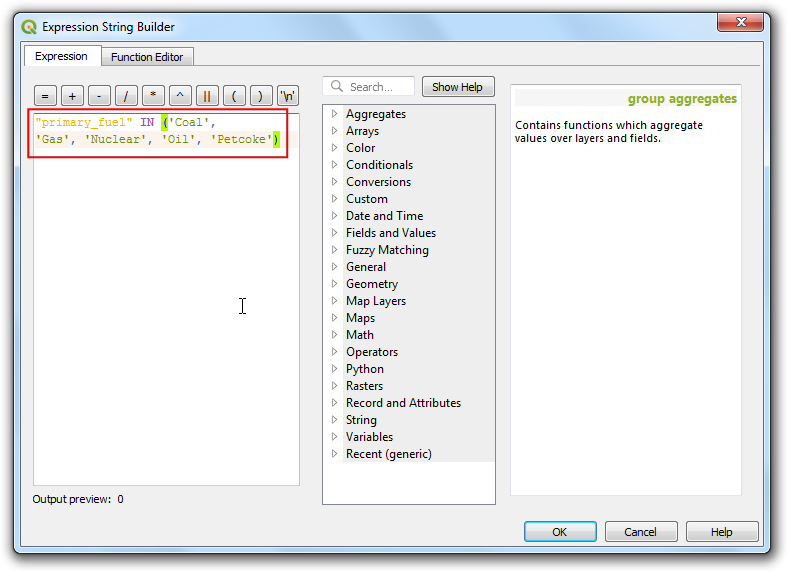 Expression String Builder
Expression
Function Editor
= + - / * ^ || ( ) '\n'
"primary_fuel" IN ('Coal',
'Gas', 'Nuclear', 'Oil', 'Petcoke')
Output preview: 0
Search...
Show Help
Aggregates
Arrays
Color
Conditionals
Conversions
Custom
Date and Time
Fields and Values
Fuzzy Matching
General
Geometry
Map Layers
Maps
Math
Operators
Python
Rasters
Record and Attributes
String
Variables
Recent (generic)
group aggregates
Contains functions which aggregate
values over layers and fields.
OK
Cancel
Help